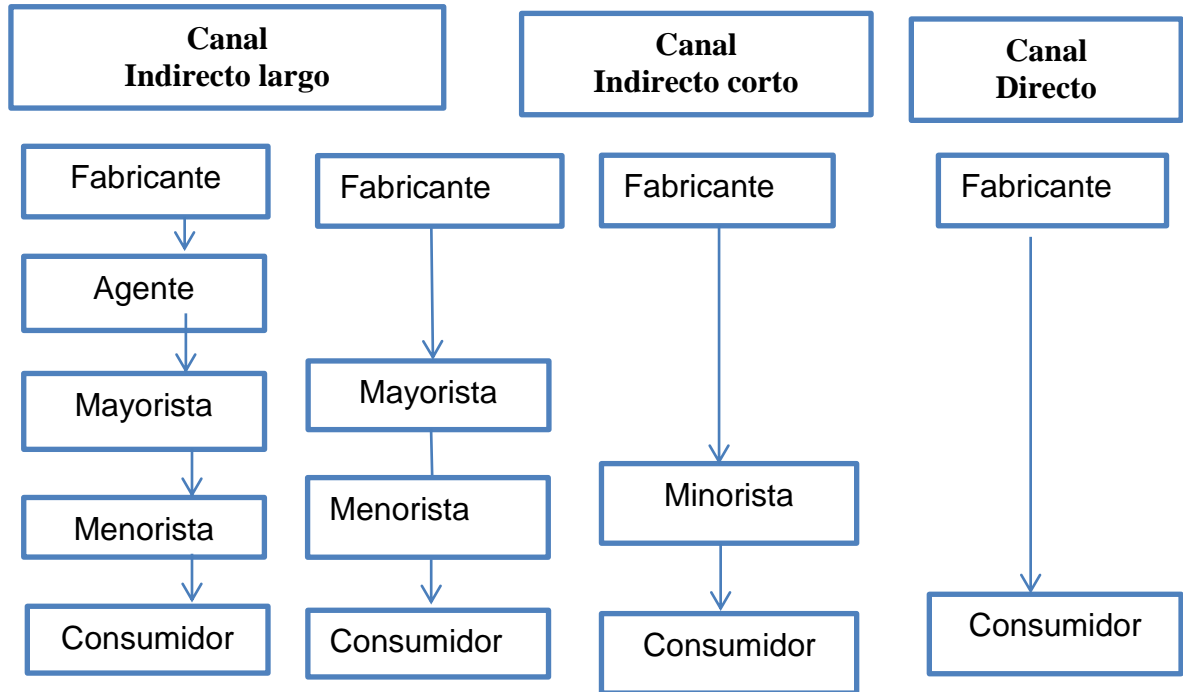 Canal
Indirecto largo
Canal
Indirecto corto
Canal
Directo
Fabricante
Agente
Mayorista
Menorista
Consumidor
Fabricante
Mayorista
Menorista
Consumidor
Fabricante
Minorista
Consumidor
Fabricante
Consumidor